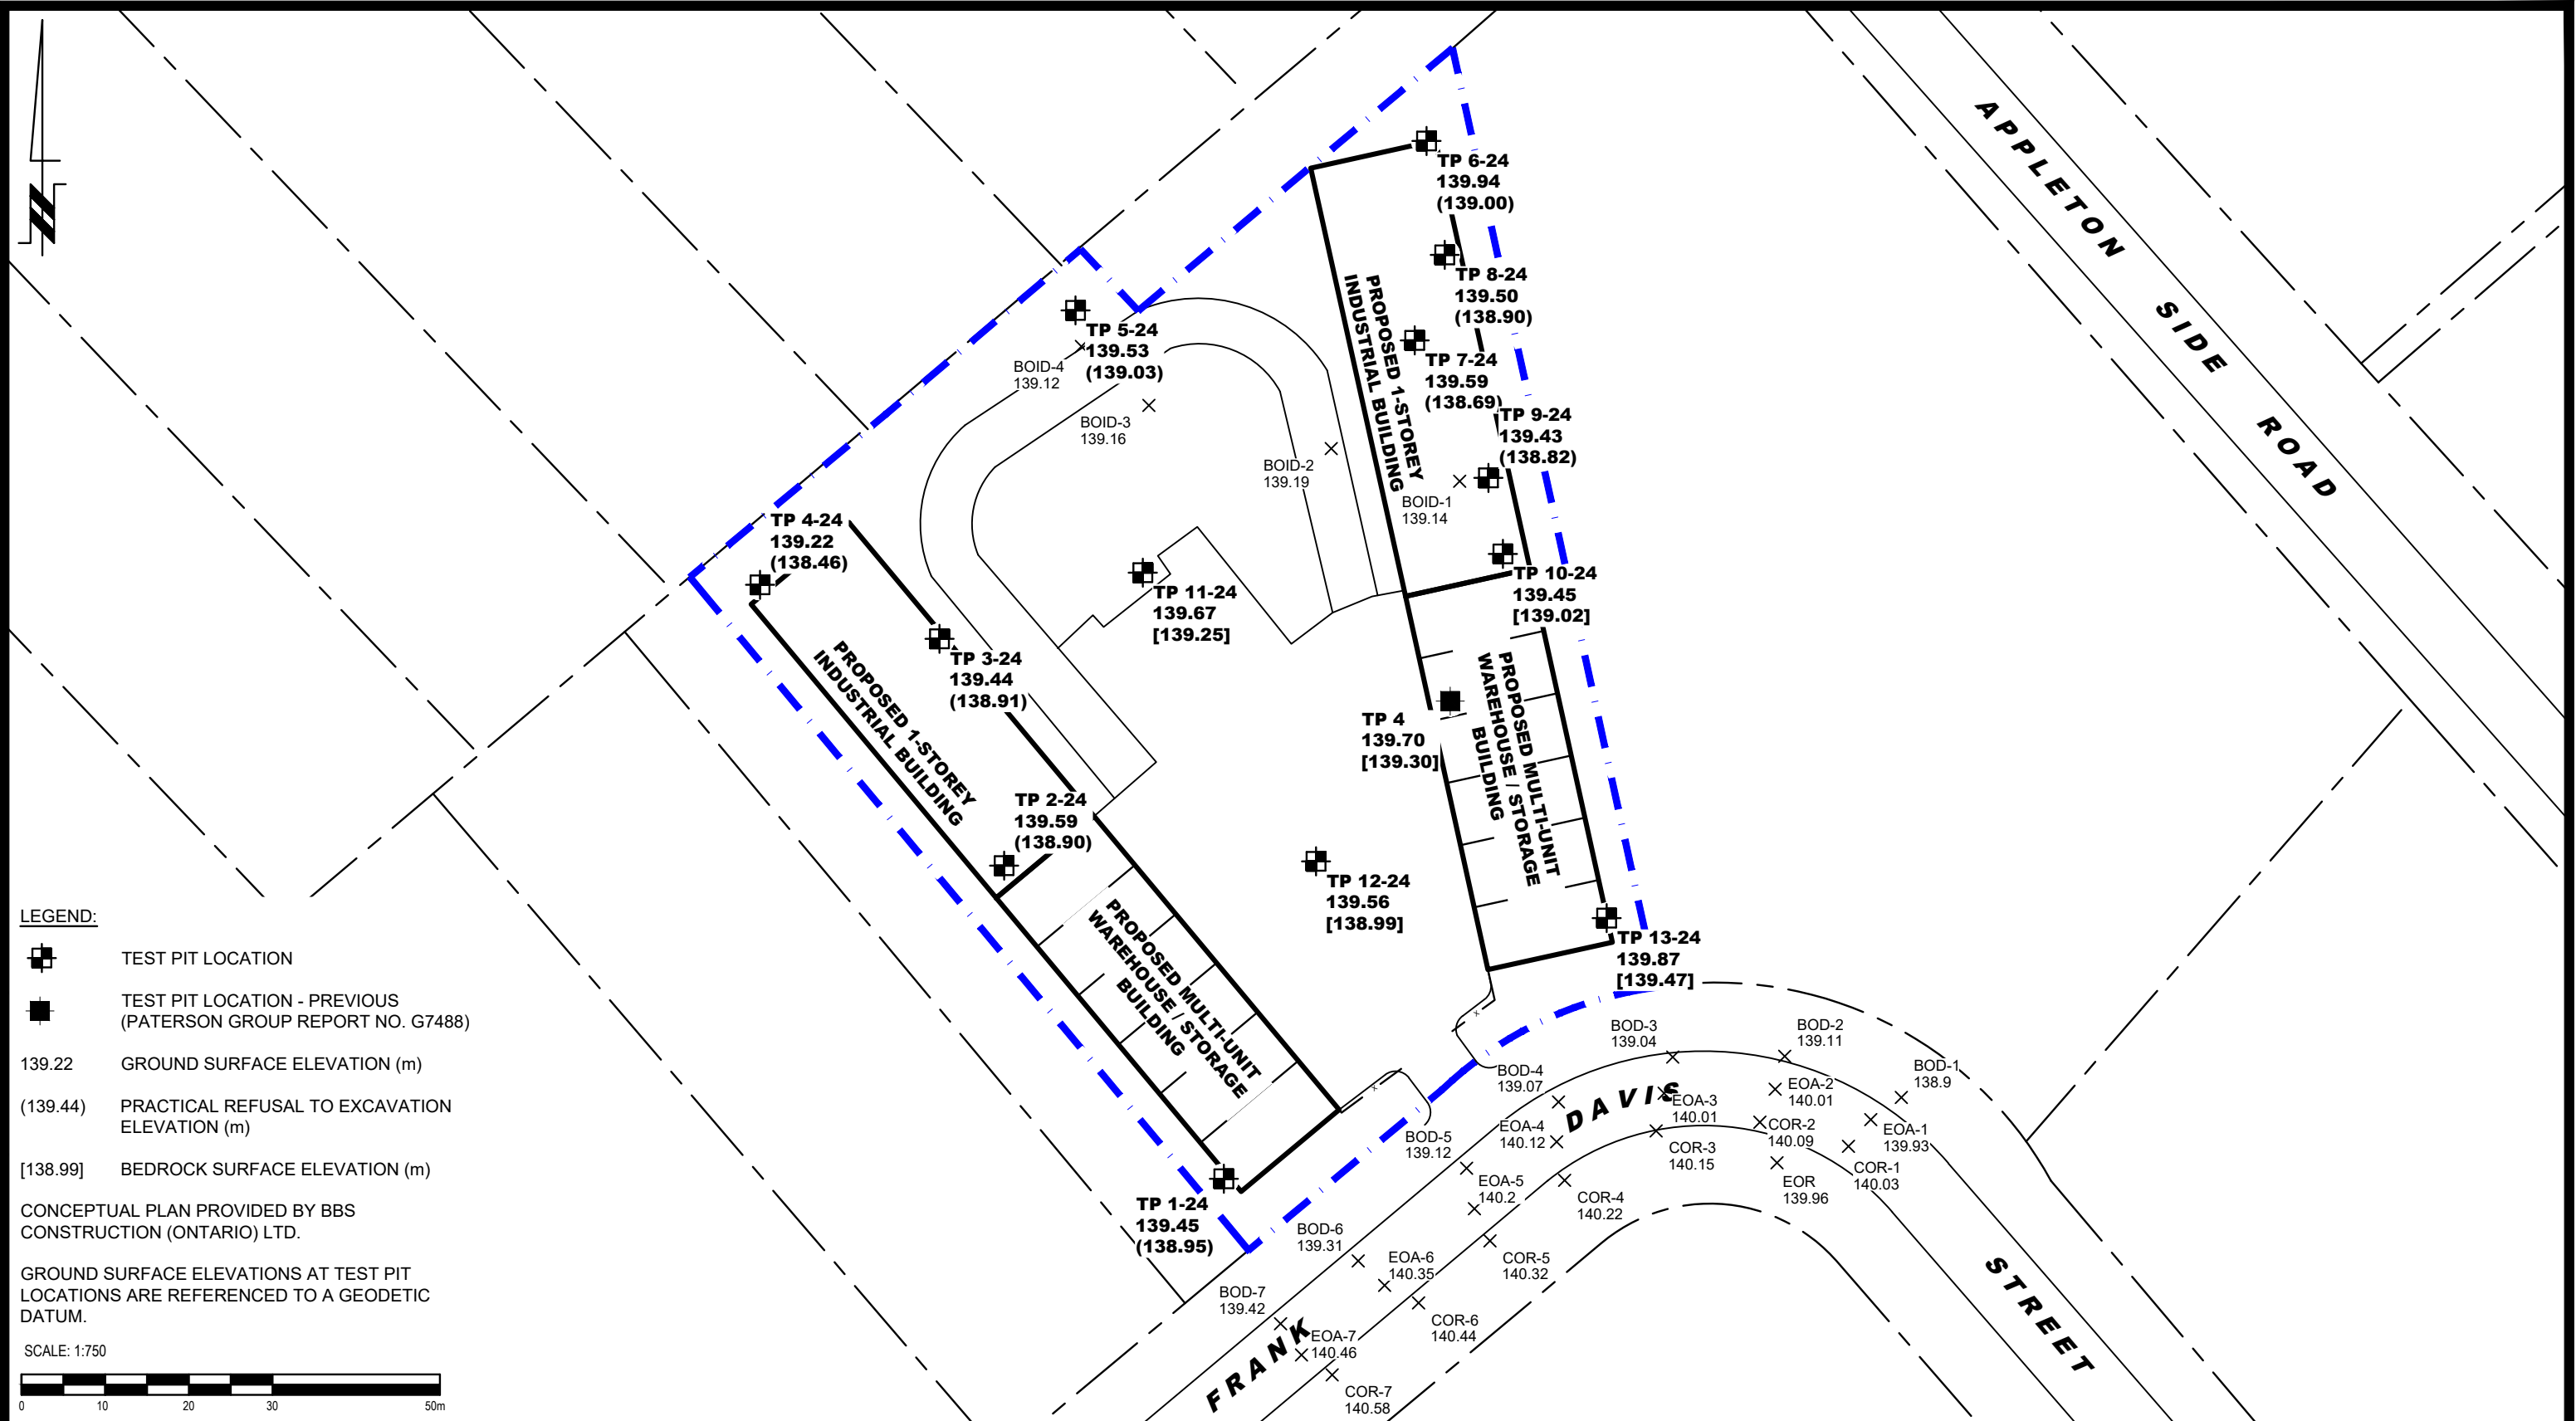 APPLETON SIDE ROAD
TP 6-24
139.94
(139.00)
TP 8-24
139.50
(138.90)
TP 5-24
139.53
(139.03)
BOID-4
139.12
TP 7-24
139.59
(138.69)
PROPOSED 1-STOREY
INDUSTRIAL BUILDING
BOID-3
139.16
TP 9-24
139.43
(138.82)
BOID-2
139.19
BOID-1
139.14
TP 4-24
139.22
(138.46)
TP 11-24
139.67
[139.25]
TP 10-24
139.45
[139.02]
TP 3-24
139.44
(138.91)
PROPOSED 1-STOREY
INDUSTRIAL BUILDING
TP 4
139.70
[139.30]
PROPOSED MULTI-UNIT
WAREHOUSE / STORAGE
BUILDING
TP 2-24
139.59
(138.90)
TP 12-24
139.56
[138.99]
PROPOSED MULTI-UNIT
WAREHOUSE / STORAGE
BUILDING
TP 13-24
139.87
[139.47]
TP 1-24
139.45
(138.95)
BOD-3
139.04
BOD-2
139.11
BOD-1
138.9
BOD-4
139.07
EOA-2
140.01
EOA-3
140.01
EOA-4
140.12
COR-2
140.09
EOA-1
139.93
BOD-5
139.12
COR-3
140.15
COR-1
140.03
EOA-5
140.2
EOR
139.96
COR-4
140.22
BOD-6
139.31
EOA-6
140.35
COR-5
140.32
BOD-7
139.42
COR-6
140.44
EOA-7
140.46
COR-7
140.58
FRANK DAVIS STREET
LEGEND:
TEST PIT LOCATION
TEST PIT LOCATION - PREVIOUS
(PATERSON GROUP REPORT NO. G7488)
139.22 GROUND SURFACE ELEVATION (m)
(139.44) PRACTICAL REFUSAL TO EXCAVATION
ELEVATION (m)
[138.99] BEDROCK SURFACE ELEVATION (m)
CONCEPTUAL PLAN PROVIDED BY BBS
CONSTRUCTION (ONTARIO) LTD.
GROUND SURFACE ELEVATIONS AT TEST PIT
LOCATIONS ARE REFERENCED TO A GEODETIC
DATUM.
SCALE: 1:750
0 10 20 30 50m